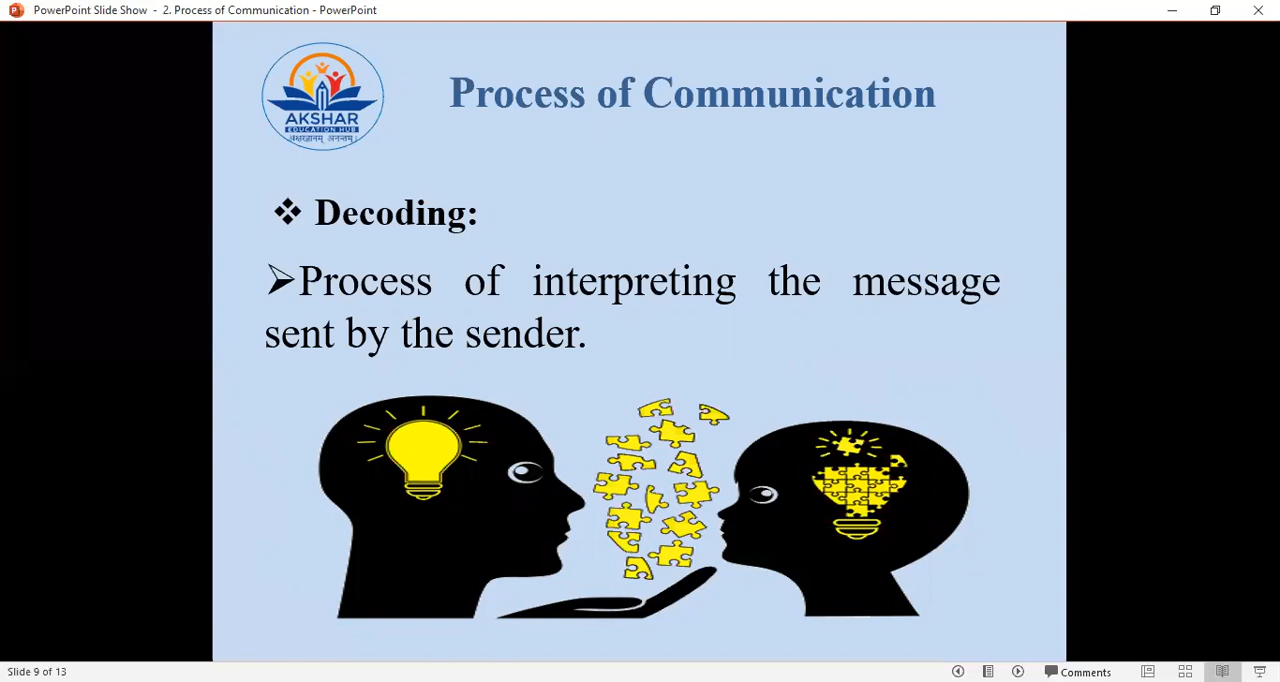 PowerPoint Slide Show - 2. Process of Communication - PowerPoint
AKSHAR
EDUCATION HUB
Process of Communication
❖ Decoding:
➢Process of interpreting the message
sent by the sender.
Slide 9 of 13
Comments